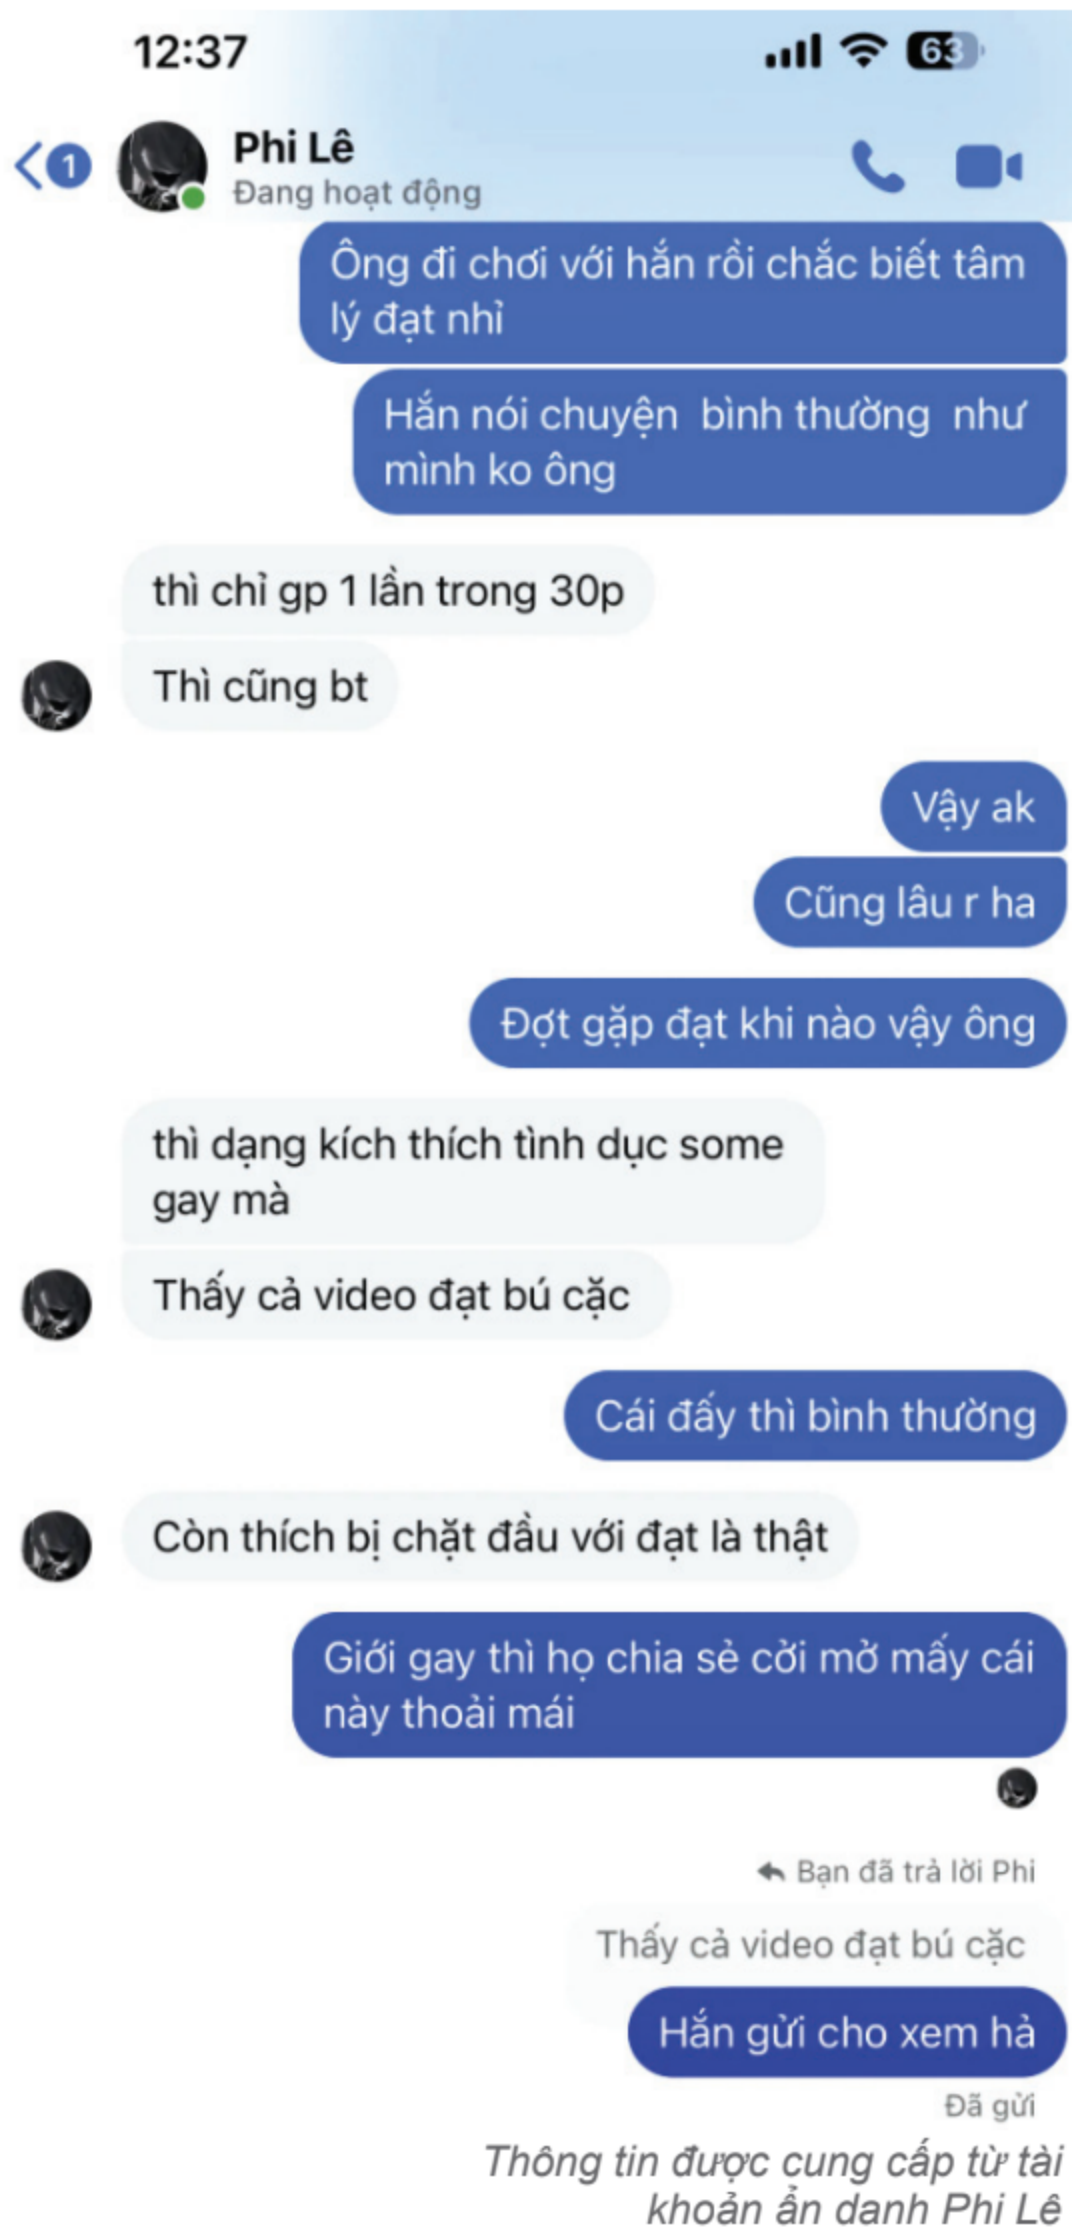 12:37
63
1
Phi Lê
Đang hoạt động
Ông đi chơi với hắn rồi chắc biết tâm
lý đạt nhỉ
Hắn nói chuyện bình thường như
mình ko ông
thì chỉ gp 1 lần trong 30p
Thì cũng bt
Vậy ak
Cũng lâu r ha
Đợt gặp đạt khi nào vậy ông
thì dạng kích thích tình dục some
gay mà
Thấy cả video đạt bú cặc
Cái đấy thì bình thường
Còn thích bị chặt đầu với đạt là thật
Giới gay thì họ chia sẻ cởi mở mấy cái
này thoải mái
Bạn đã trả lời Phi
Thấy cả video đạt bú cặc
Hắn gửi cho xem hả
Đã gửi
Thông tin được cung cấp từ tài
khoản ẩn danh Phi Lê